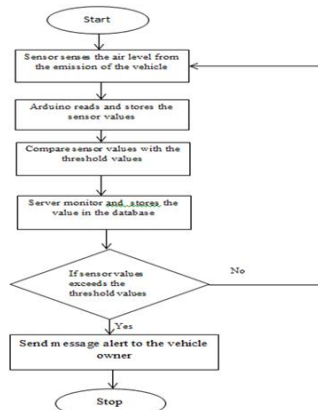 Start
Sensor senses the air level from
the emission of the vehicle
Arduino reads and stores the
sensor values
Compare sensor values with the
threshold values
Server monitor and stores the
value in the database
If sensor values
exceeds the
threshold values
No
Yes
Send message alert to the vehicle
owner
Stop